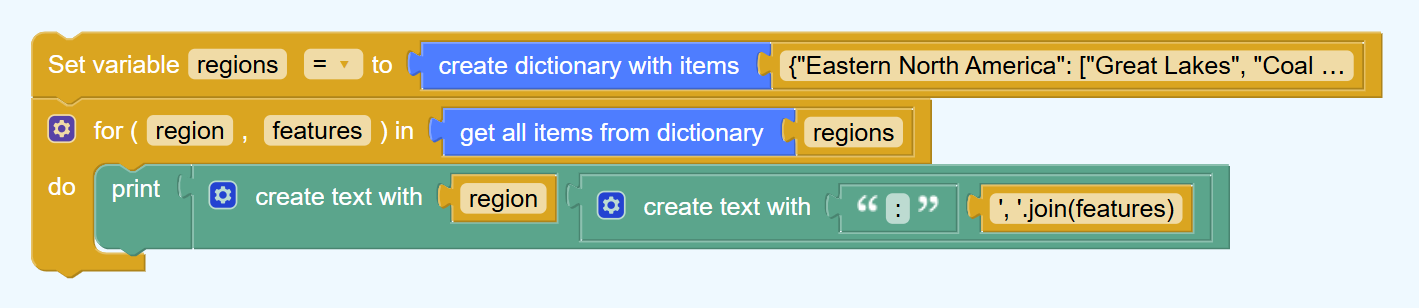 Set variable regions = to create dictionary with items {"Eastern North America": ["Great Lakes", "Coal …
for ( region , features ) in get all items from dictionary regions
do print create text with region create text with “ : ” ', '.join(features)